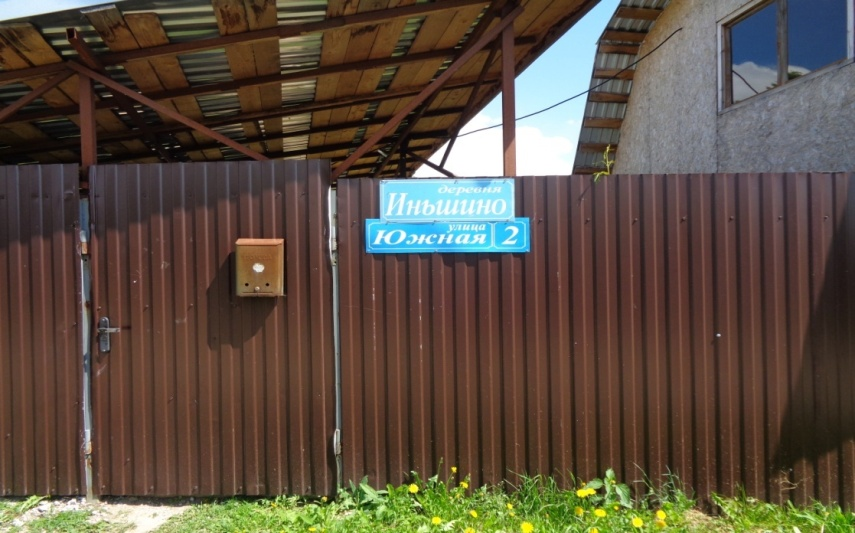 деревня
Иньшино
улица
Южная 2